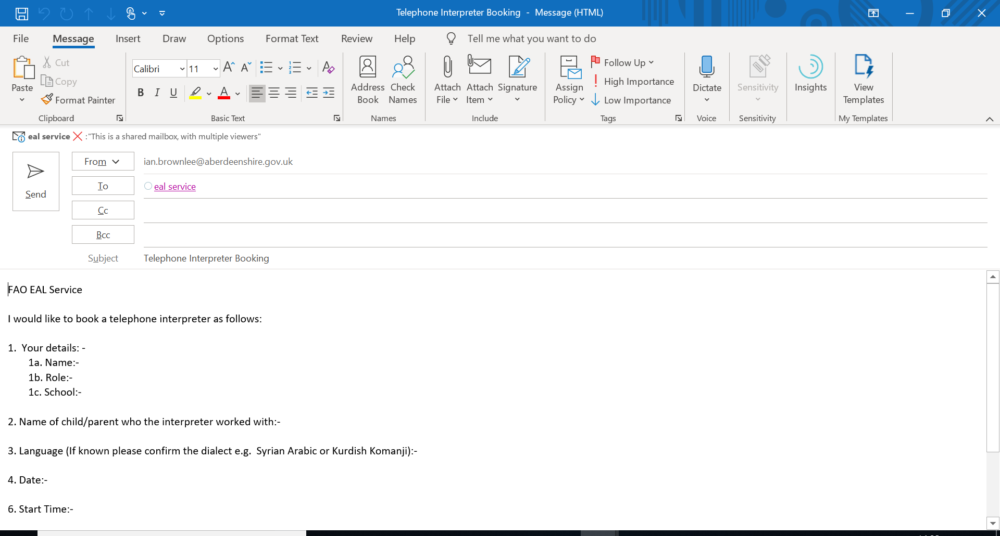 Telephone Interpreter Booking - Message (HTML)
File Message Insert Draw Options Format Text Review Help Tell me what you want to do
Paste
Cut
Copy
Format Painter
Clipboard
Calibri 11
B I U A
Basic Text
Address Book
Check Names
Names
Attach File
Attach Item
Signature
Include
Assign Policy
Follow Up
High Importance
Low Importance
Tags
Dictate
Voice
Sensitivity
Sensitivity
Insights
View Templates
My Templates
eal service :"This is a shared mailbox, with multiple viewers"
Send
From ian.brownlee@aberdeenshire.gov.uk
To eal service
Cc
Bcc
Subject Telephone Interpreter Booking
FAO EAL Service
I would like to book a telephone interpreter as follows:
1. Your details: -
1a. Name:-
1b. Role:-
1c. School:-
2. Name of child/parent who the interpreter worked with:-
3. Language (If known please confirm the dialect e.g. Syrian Arabic or Kurdish Komanji):-
4. Date:-
6. Start Time:-